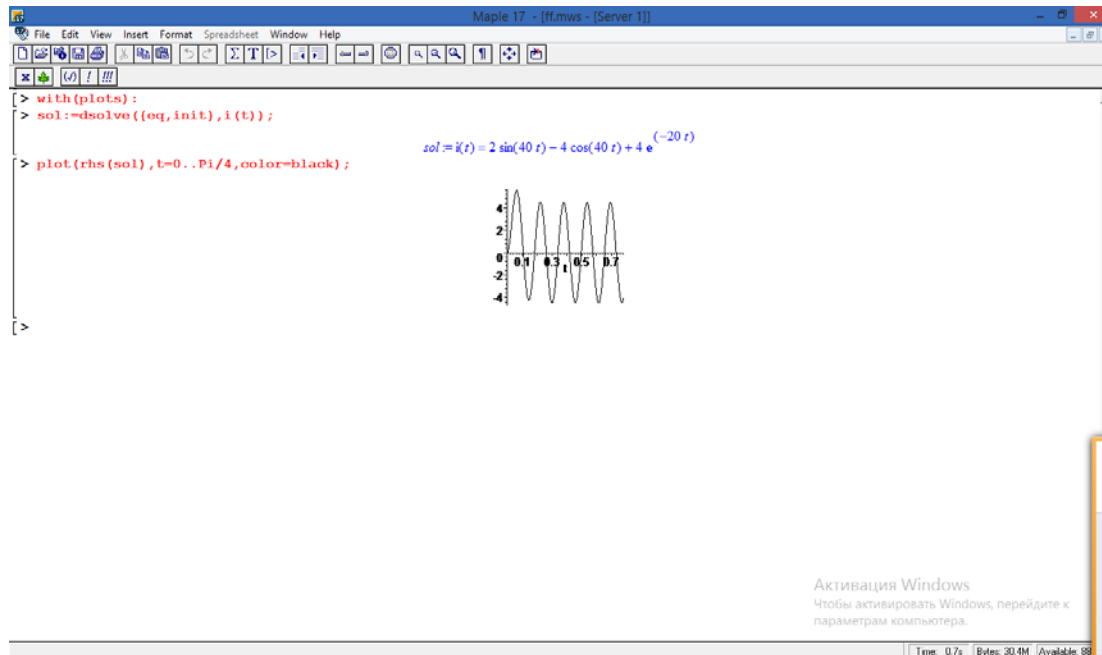 Maple 17 - [ff.mws - [Server 1]]
File Edit View Insert Format Spreadsheet Window Help
[> with(plots):
[> sol:=dsolve({eq,init},i(t));
sol := i(t) = 2 sin(40 t) − 4 cos(40 t) + 4 e^(−20 t)
[> plot(rhs(sol),t=0..Pi/4,color=black);
4
2
0 0.1 0.3 t 0.5 0.7
-2
-4
[>
Активация Windows
Чтобы активировать Windows, перейдите к
параметрам компьютера.
Time: 0.7s Bytes: 30.4M Available: 88